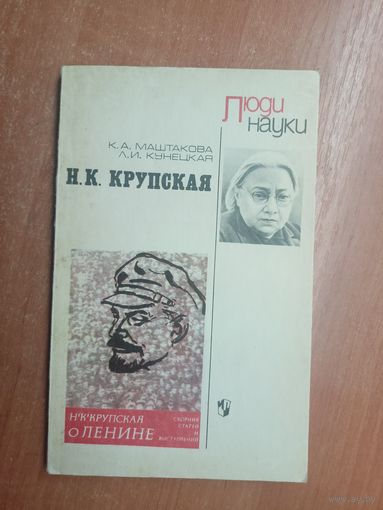 Люди
науки
К.А. МАШТАКОВА
Л.И. КУНЕЦКАЯ
Н.К. КРУПСКАЯ
Н·К·КРУПСКАЯ
О ЛЕНИНЕ
СБОРНИК
СТАТЕЙ
И
ВЫСТУПЛЕНИЙ